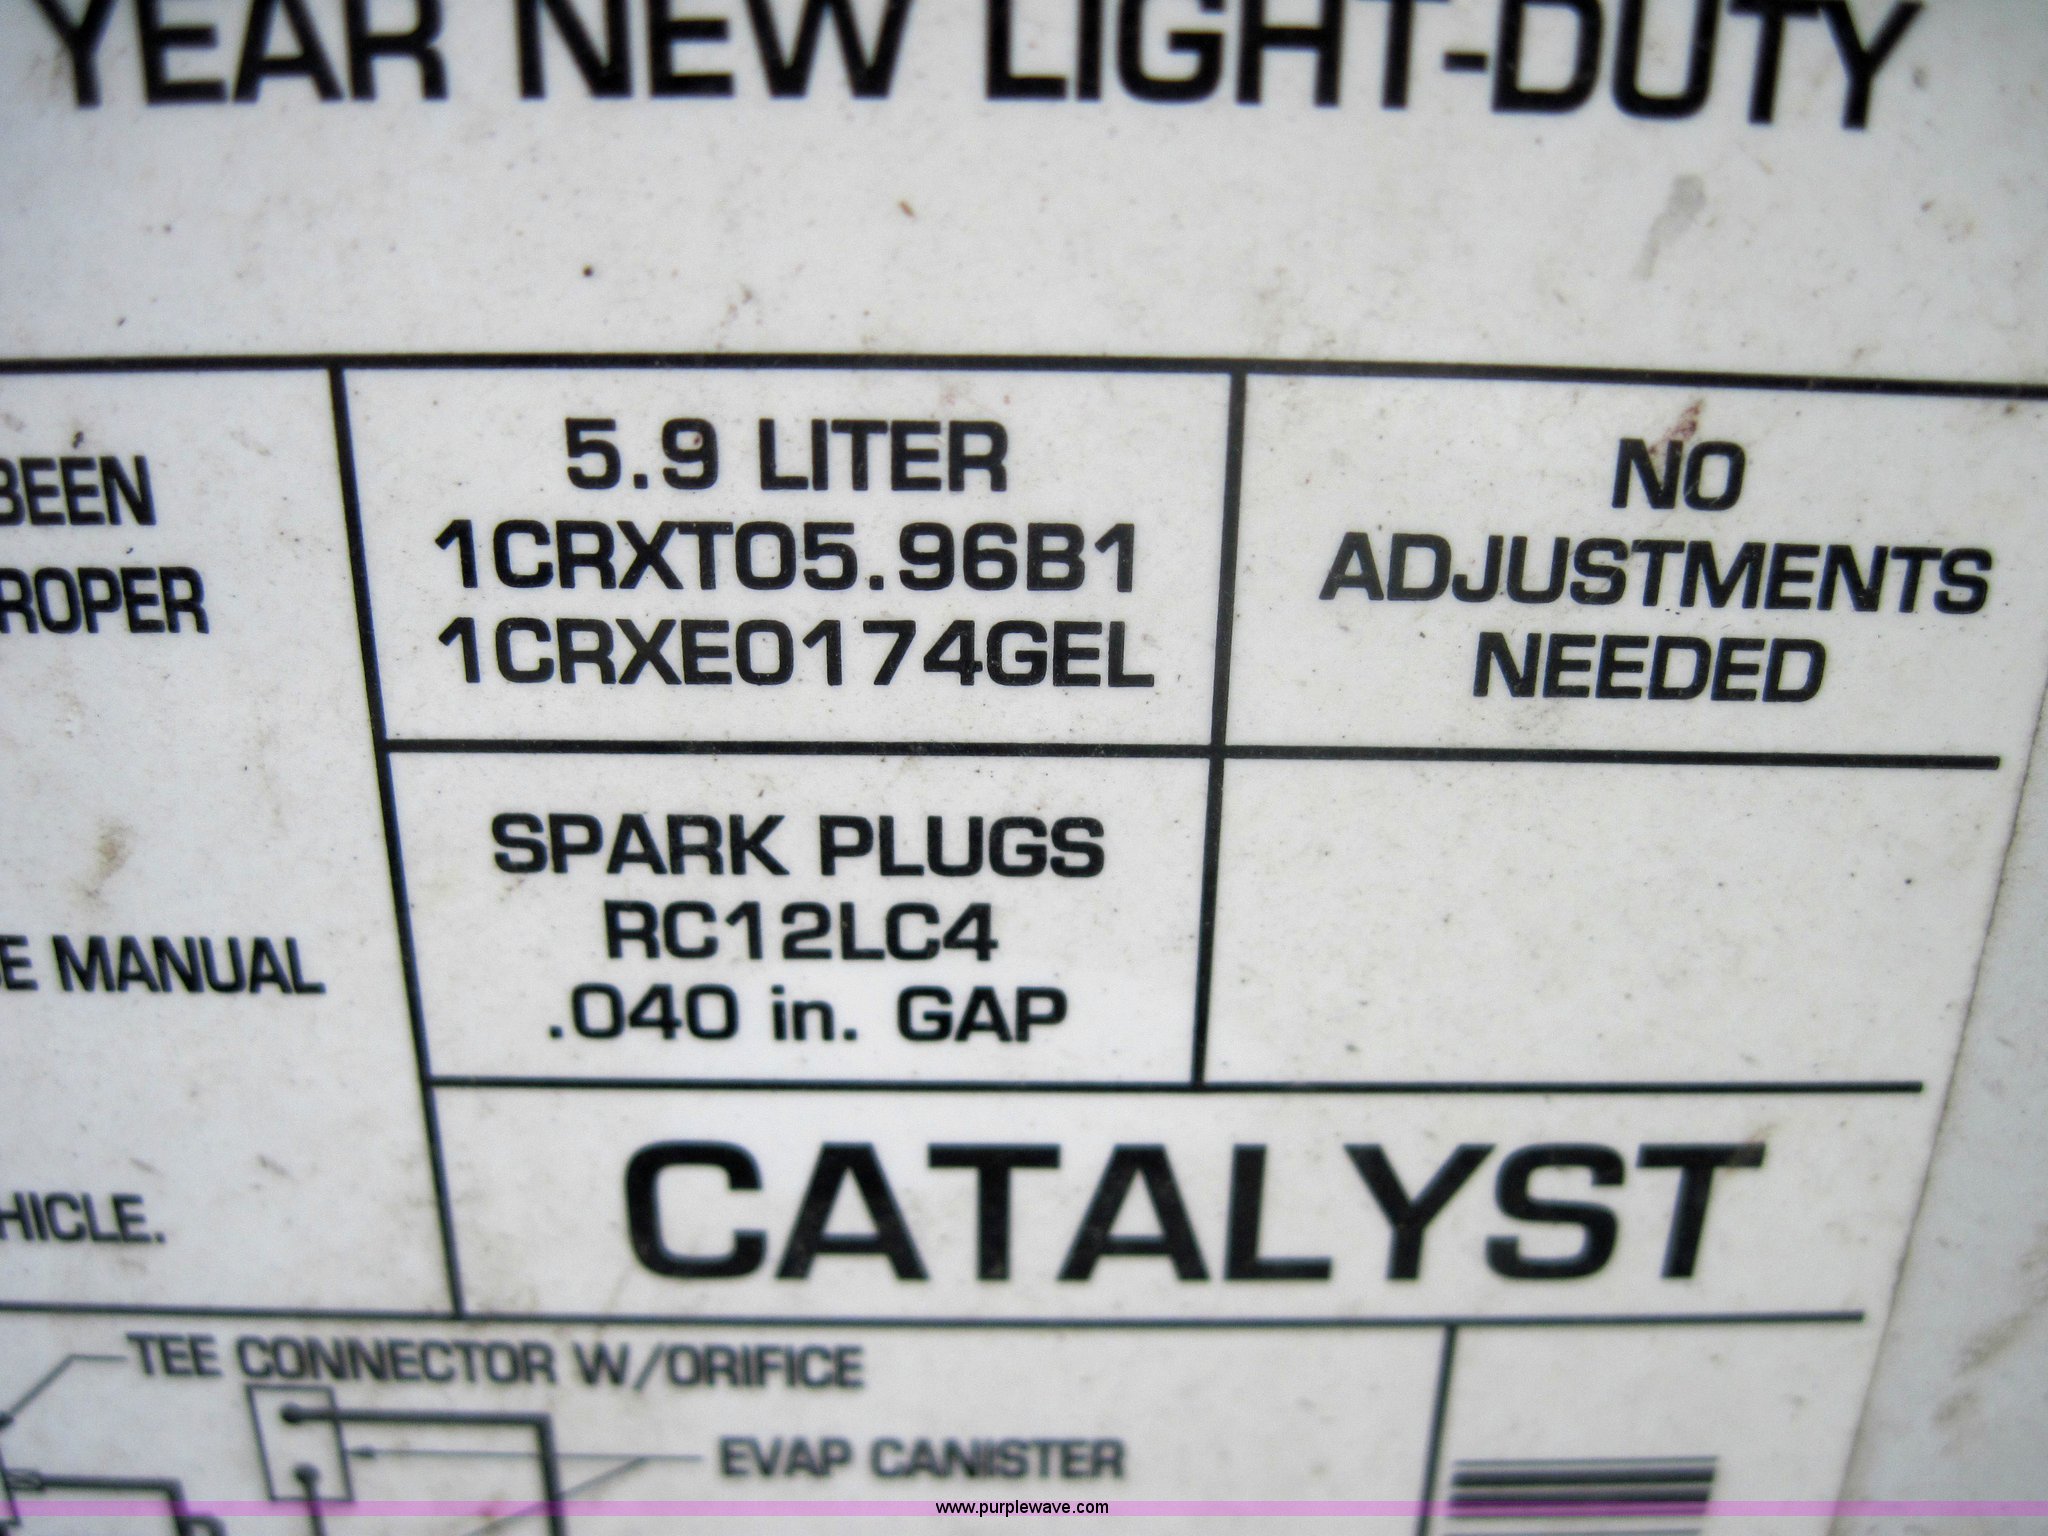 YEAR NEW LIGHT-DUTY
BEEN
ROPER
E MANUAL
HICLE.
5.9 LITER
1CRXT05.96B1
1CRXE0174GEL
NO
ADJUSTMENTS
NEEDED
SPARK PLUGS
RC12LC4
.040 in. GAP
CATALYST
TEE CONNECTOR W/ORIFICE
EVAP CANISTER
www.purplewave.com